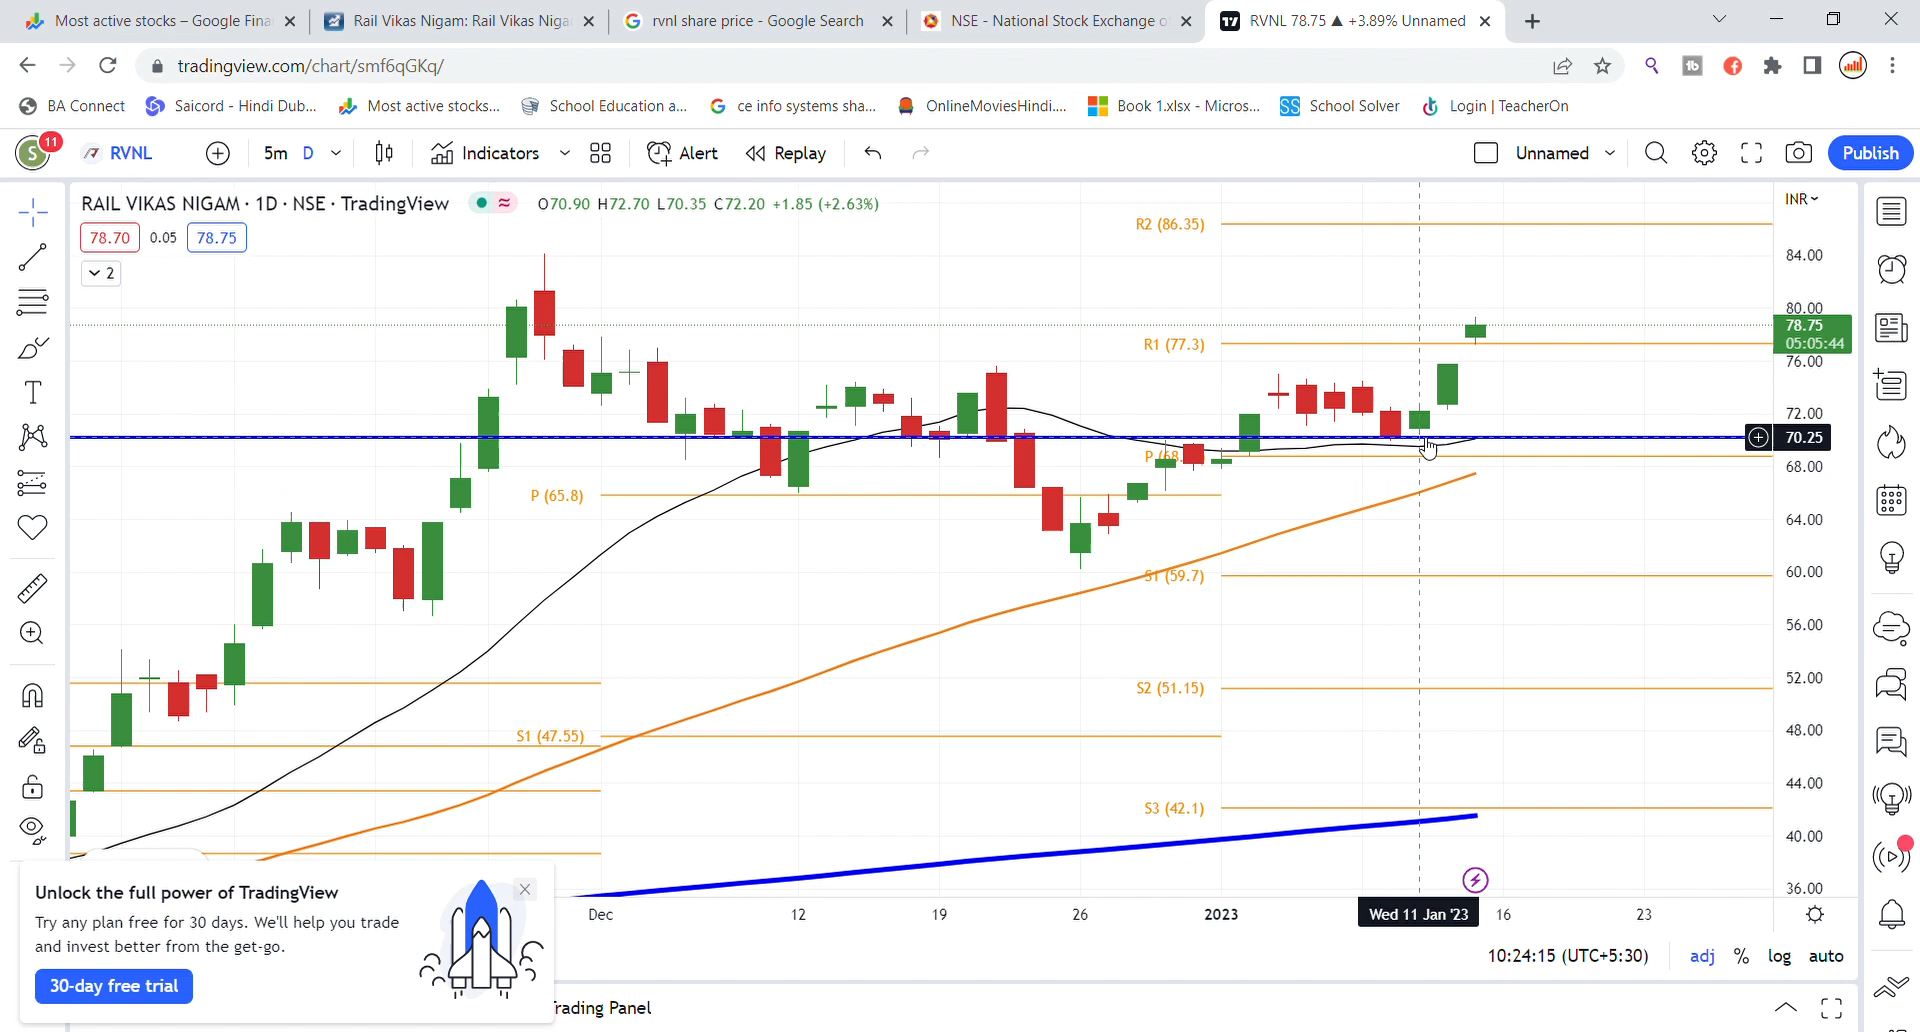 Most active stocks – Google Fina
Rail Vikas Nigam: Rail Vikas Niga
rvnl share price - Google Search
NSE - National Stock Exchange o
RVNL 78.75 ▲ +3.89% Unnamed
tradingview.com/chart/smf6qGKq/
BA Connect
Saicord - Hindi Dub...
Most active stocks...
School Education a...
ce info systems sha...
OnlineMoviesHindi....
Book 1.xlsx - Micros...
SS School Solver
Login | TeacherOn
S 11
RVNL
5m D
Indicators
Alert
Replay
Unnamed
Publish
RAIL VIKAS NIGAM · 1D · NSE · TradingView
O70.90 H72.70 L70.35 C72.20 +1.85 (+2.63%)
INR
78.70 0.05 78.75
2
R2 (86.35)
84.00
80.00
78.75
05:05:44
R1 (77.3)
76.00
72.00
70.25
P (68.
68.00
P (65.8)
64.00
60.00
S1 (59.7)
56.00
52.00
S2 (51.15)
48.00
S1 (47.55)
44.00
S3 (42.1)
40.00
36.00
Dec 12 19 26 2023 Wed 11 Jan '23 16 23
Unlock the full power of TradingView
Try any plan free for 30 days. We'll help you trade
and invest better from the get-go.
30-day free trial
10:24:15 (UTC+5:30) adj % log auto
rading Panel